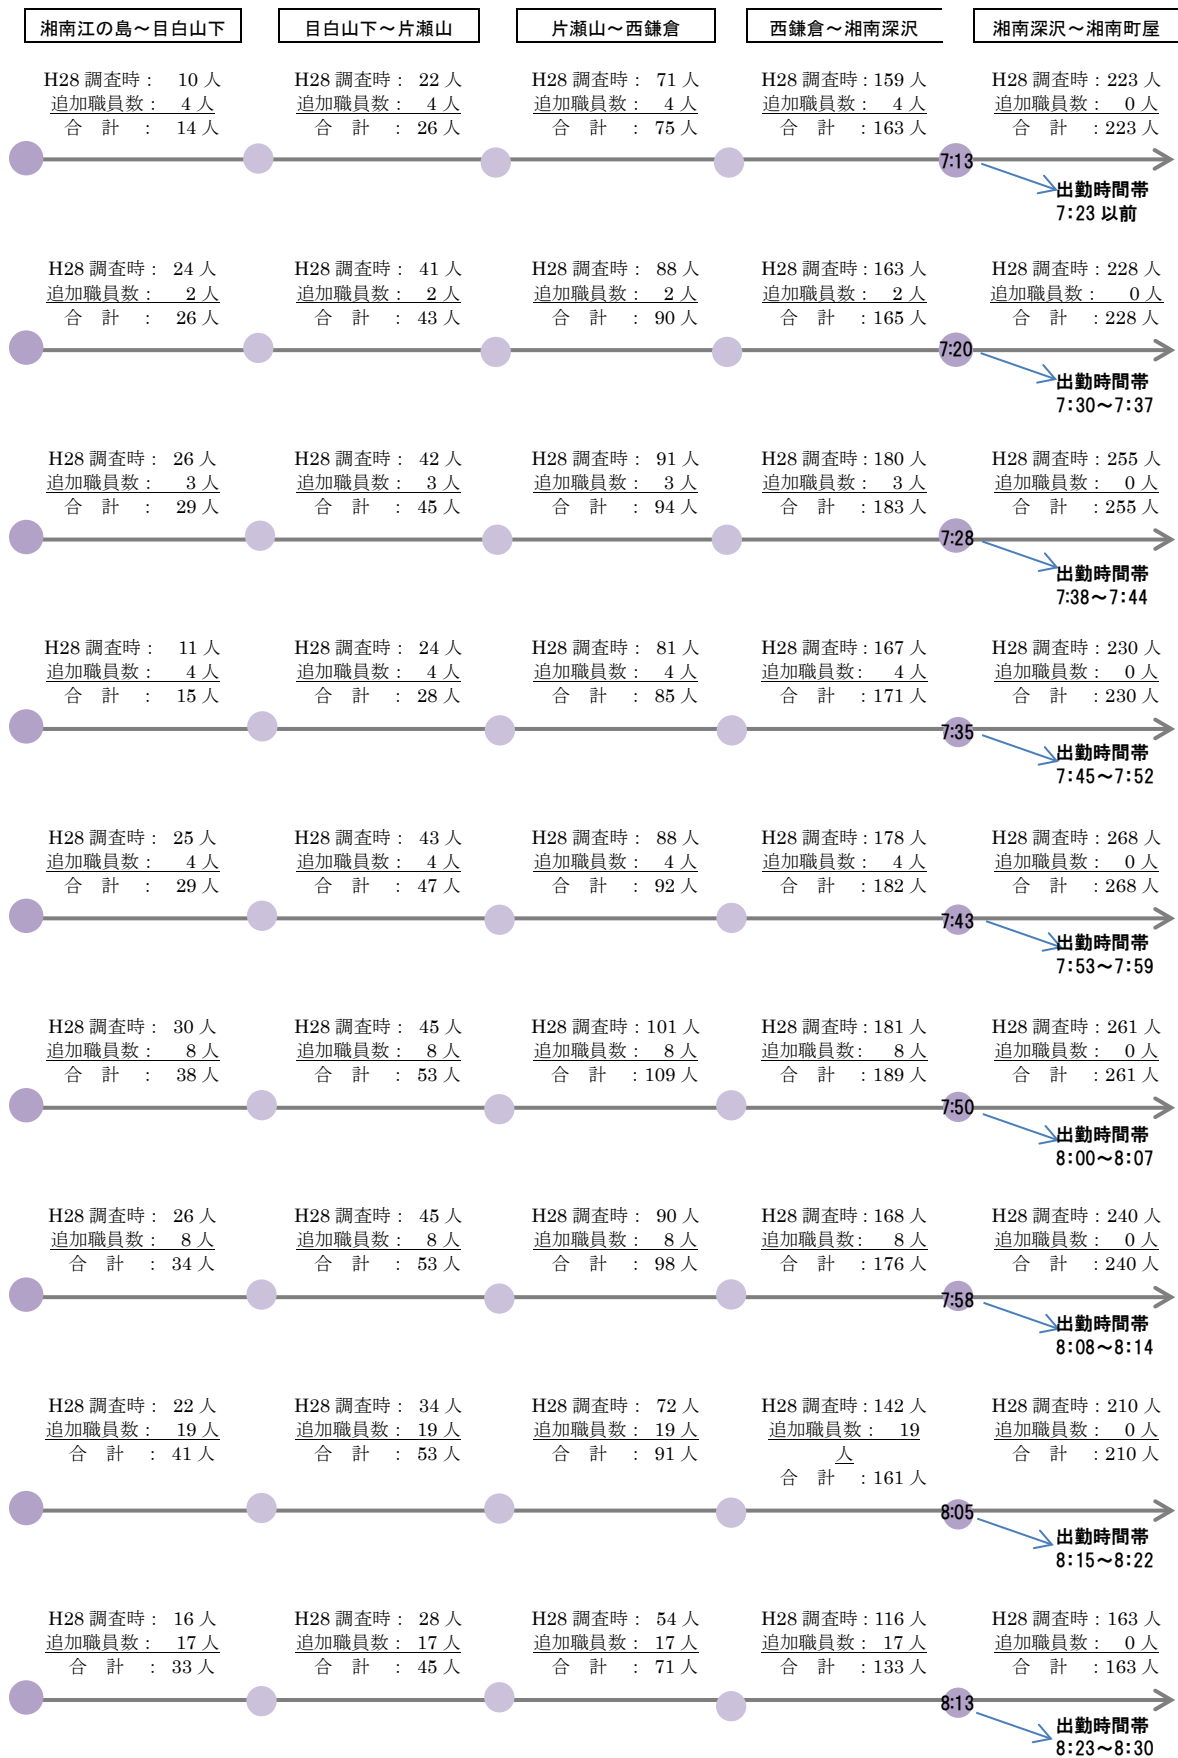 湘南江の島～目白山下 目白山下～片瀬山 片瀬山～西鎌倉 西鎌倉～湘南深沢 湘南深沢～湘南町屋
H28 調査時： 10 人 H28 調査時： 22 人 H28 調査時： 71 人 H28 調査時：159 人 H28 調査時：223 人
追加職員数： 4 人 追加職員数： 4 人 追加職員数： 4 人 追加職員数： 4 人 追加職員数： 0 人
合 計 ： 14 人 合 計 ： 26 人 合 計 ： 75 人 合 計 ：163 人 合 計 ：223 人
7:13
出勤時間帯
7:23 以前
H28 調査時： 24 人 H28 調査時： 41 人 H28 調査時： 88 人 H28 調査時：163 人 H28 調査時：228 人
追加職員数： 2 人 追加職員数： 2 人 追加職員数： 2 人 追加職員数： 2 人 追加職員数： 0 人
合 計 ： 26 人 合 計 ： 43 人 合 計 ： 90 人 合 計 ：165 人 合 計 ：228 人
7:20
出勤時間帯
7:30～7:37
H28 調査時： 26 人 H28 調査時： 42 人 H28 調査時： 91 人 H28 調査時：180 人 H28 調査時：255 人
追加職員数： 3 人 追加職員数： 3 人 追加職員数： 3 人 追加職員数： 3 人 追加職員数： 0 人
合 計 ： 29 人 合 計 ： 45 人 合 計 ： 94 人 合 計 ：183 人 合 計 ：255 人
7:28
出勤時間帯
7:38～7:44
H28 調査時： 11 人 H28 調査時： 24 人 H28 調査時： 81 人 H28 調査時：167 人 H28 調査時：230 人
追加職員数： 4 人 追加職員数： 4 人 追加職員数： 4 人 追加職員数： 4 人 追加職員数： 0 人
合 計 ： 15 人 合 計 ： 28 人 合 計 ： 85 人 合 計 ：171 人 合 計 ：230 人
7:35
出勤時間帯
7:45～7:52
H28 調査時： 25 人 H28 調査時： 43 人 H28 調査時： 88 人 H28 調査時：178 人 H28 調査時：268 人
追加職員数： 4 人 追加職員数： 4 人 追加職員数： 4 人 追加職員数： 4 人 追加職員数： 0 人
合 計 ： 29 人 合 計 ： 47 人 合 計 ： 92 人 合 計 ：182 人 合 計 ：268 人
7:43
出勤時間帯
7:53～7:59
H28 調査時： 30 人 H28 調査時： 45 人 H28 調査時：101 人 H28 調査時：181 人 H28 調査時：261 人
追加職員数： 8 人 追加職員数： 8 人 追加職員数： 8 人 追加職員数： 8 人 追加職員数： 0 人
合 計 ： 38 人 合 計 ： 53 人 合 計 ：109 人 合 計 ：189 人 合 計 ：261 人
7:50
出勤時間帯
8:00～8:07
H28 調査時： 26 人 H28 調査時： 45 人 H28 調査時： 90 人 H28 調査時：168 人 H28 調査時：240 人
追加職員数： 8 人 追加職員数： 8 人 追加職員数： 8 人 追加職員数： 8 人 追加職員数： 0 人
合 計 ： 34 人 合 計 ： 53 人 合 計 ： 98 人 合 計 ：176 人 合 計 ：240 人
7:58
出勤時間帯
8:08～8:14
H28 調査時： 22 人 H28 調査時： 34 人 H28 調査時： 72 人 H28 調査時：142 人 H28 調査時：210 人
追加職員数： 19 人 追加職員数： 19 人 追加職員数： 19 人 追加職員数： 19 追加職員数： 0 人
合 計 ： 41 人 合 計 ： 53 人 合 計 ： 91 人 人 合 計 ：210 人
合 計 ：161 人
8:05
出勤時間帯
8:15～8:22
H28 調査時： 16 人 H28 調査時： 28 人 H28 調査時： 54 人 H28 調査時：116 人 H28 調査時：163 人
追加職員数： 17 人 追加職員数： 17 人 追加職員数： 17 人 追加職員数： 17 人 追加職員数： 0 人
合 計 ： 33 人 合 計 ： 45 人 合 計 ： 71 人 合 計 ：133 人 合 計 ：163 人
8:13
出勤時間帯
8:23～8:30